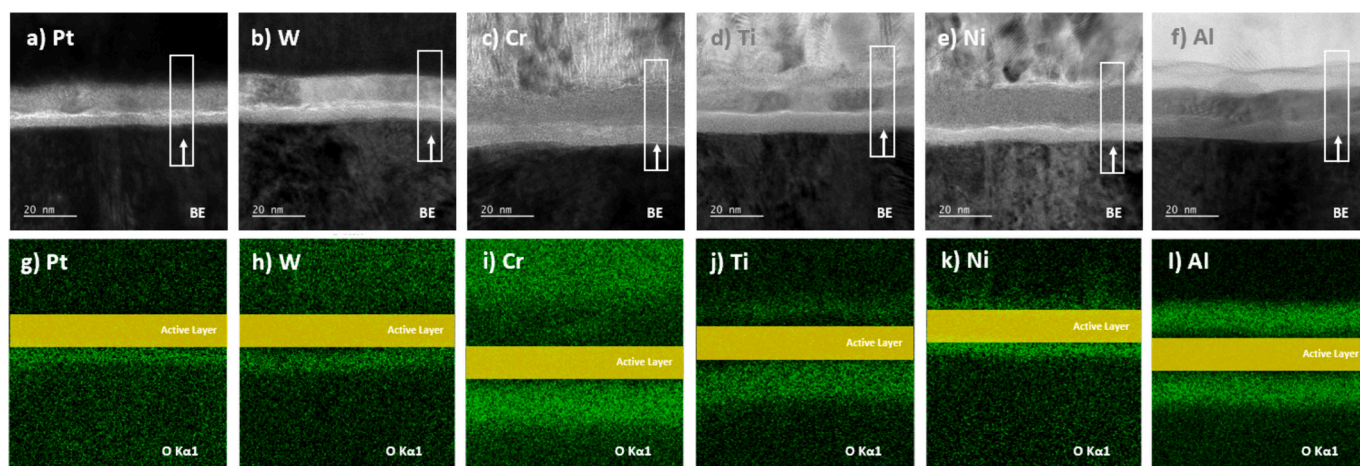 a) Pt
20 nm
BE
b) W
20 nm
BE
c) Cr
20 nm
BE
d) Ti
20 nm
BE
e) Ni
20 nm
BE
f) Al
20 nm
BE
g) Pt
Active Layer
O Kα1
h) W
Active Layer
O Kα1
i) Cr
Active Layer
O Kα1
j) Ti
Active Layer
O Kα1
k) Ni
Active Layer
O Kα1
l) Al
Active Layer
O Kα1